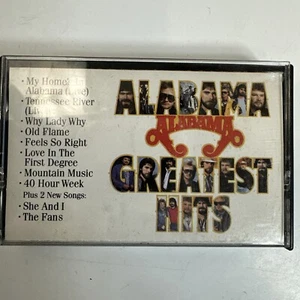 · My Home's In
Alabama (Live)
· Tennessee River
(Live)
· Why Lady Why
· Old Flame
· Feels So Right
· Love In The
First Degree
· Mountain Music
· 40 Hour Week
Plus 2 New Songs:
· She And I
· The Fans
ALABAMA
ALABAMA
GREATEST
HITS